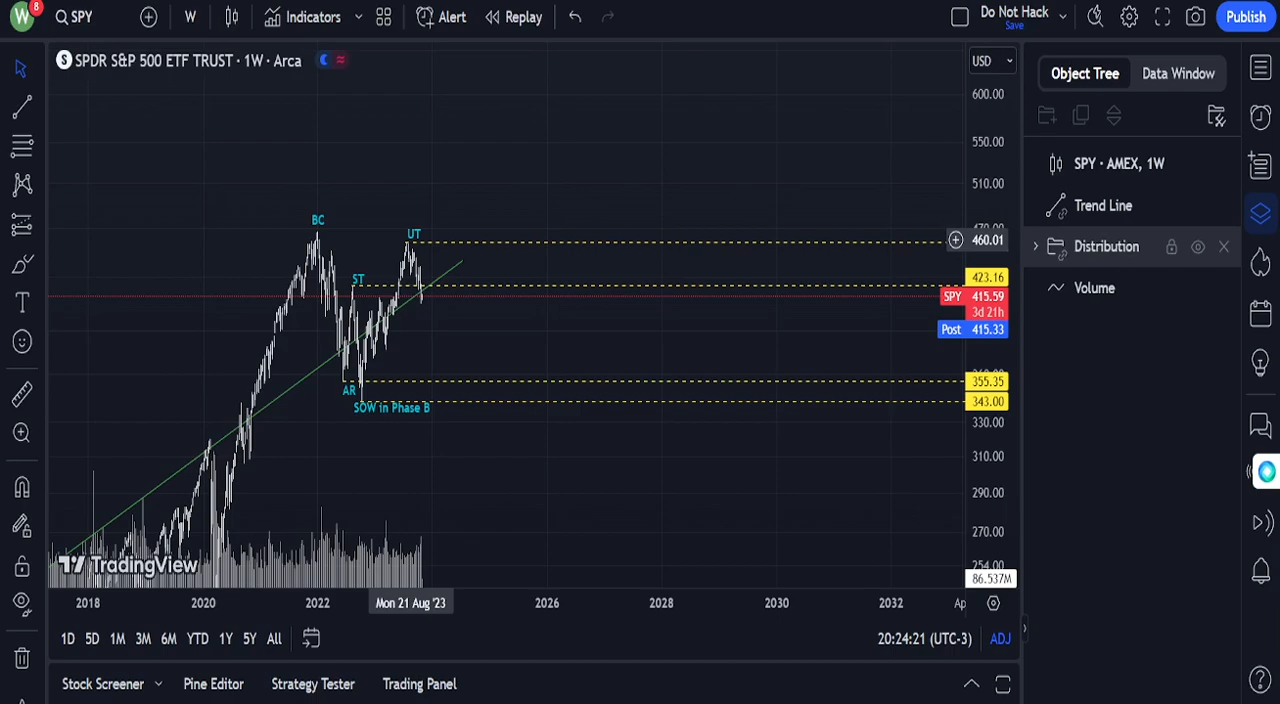 W
8
SPY
W
Indicators
Alert
Replay
Do Not Hack
Save
Publish
S
SPDR S&P 500 ETF TRUST · 1W · Arca
USD
Object Tree
Data Window
SPY · AMEX, 1W
Trend Line
Distribution
Volume
600.00
550.00
510.00
460.01
423.16
SPY 415.59
3d 21h
Post 415.33
355.35
343.00
330.00
310.00
290.00
270.00
254.00
86.537M
BC
UT
ST
AR
SOW in Phase B
TradingView
2018
2020
2022
Mon 21 Aug '23
2026
2028
2030
2032
Ap
1D
5D
1M
3M
6M
YTD
1Y
5Y
All
20:24:21 (UTC-3)
ADJ
Stock Screener
Pine Editor
Strategy Tester
Trading Panel